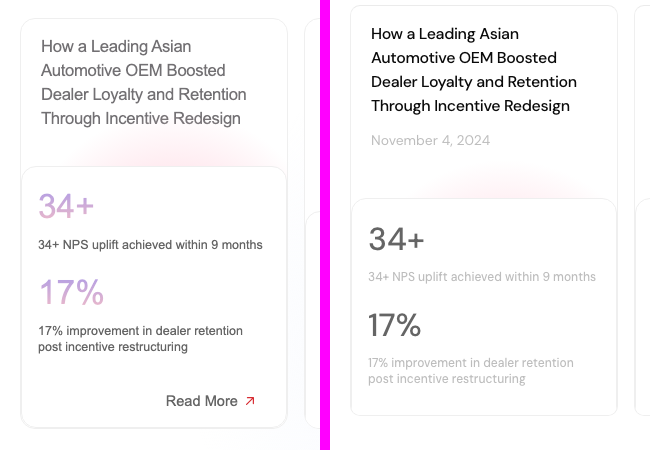 How a Leading Asian
Automotive OEM Boosted
Dealer Loyalty and Retention
Through Incentive Redesign
34+
34+ NPS uplift achieved within 9 months
17%
17% improvement in dealer retention
post incentive restructuring
Read More
How a Leading Asian
Automotive OEM Boosted
Dealer Loyalty and Retention
Through Incentive Redesign
November 4, 2024
34+
34+ NPS uplift achieved within 9 months
17%
17% improvement in dealer retention
post incentive restructuring